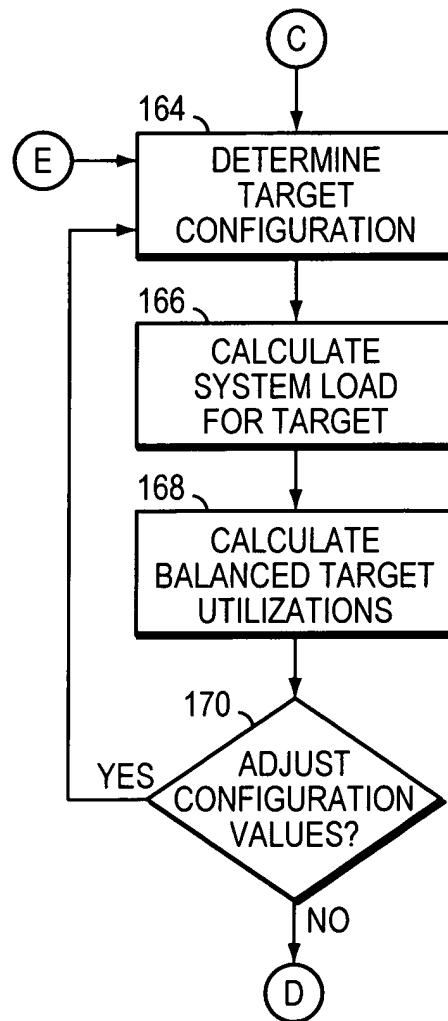 C
164
E
DETERMINE
TARGET
CONFIGURATION
166
CALCULATE
SYSTEM LOAD
FOR TARGET
168
CALCULATE
BALANCED TARGET
UTILIZATIONS
170
YES
ADJUST
CONFIGURATION
VALUES?
NO
D